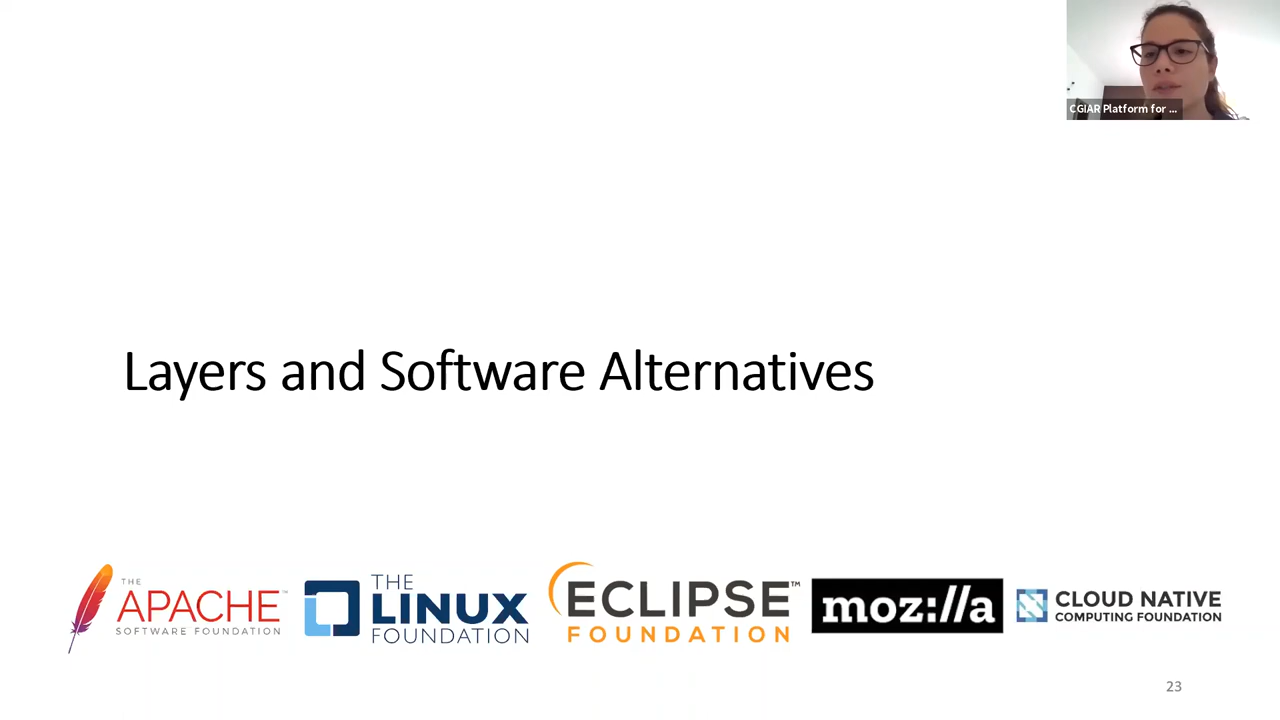 CGIAR Platform for ...
Layers and Software Alternatives
THE
APACHE
SOFTWARE FOUNDATION
THE
LINUX
FOUNDATION
ECLIPSE™
FOUNDATION
moz://a
CLOUD NATIVE
COMPUTING FOUNDATION
23